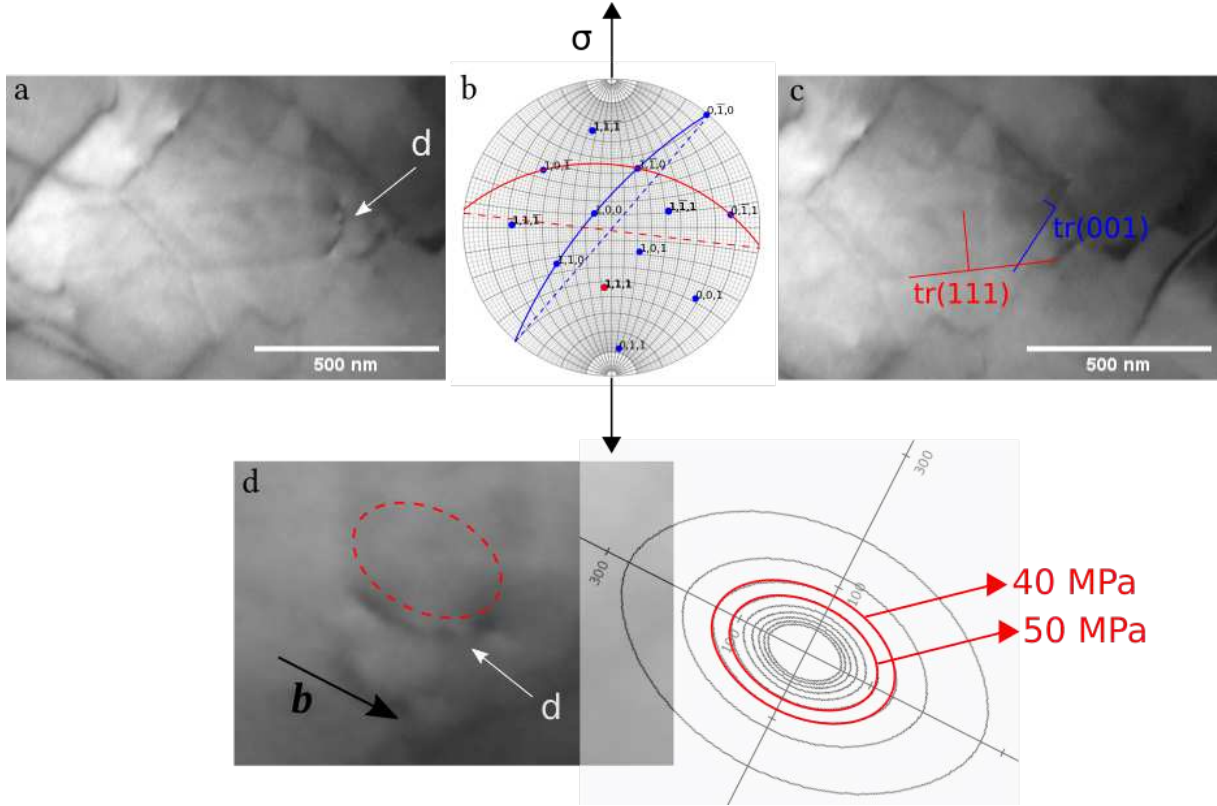 σ
a
d
500 nm
b
0,1̅,0
1,1̅,1̅
1,0,1̅
1,1̅,0
1,0,0
1,1̅,1
0,1̅,1
1,1,1̅
1,0,1
1,1,0
1,1,1
0,0,1
0,1,1
c
tr(001)
tr(111)
500 nm
d
b
d
300
300
100
100
40 MPa
50 MPa